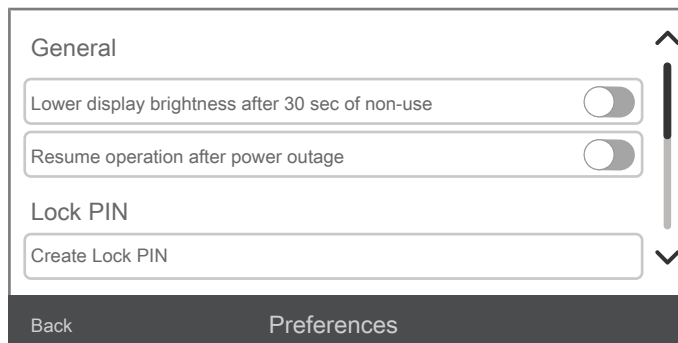 General
Lower display brightness after 30 sec of non-use
Resume operation after power outage
Lock PIN
Create Lock PIN
Back
Preferences